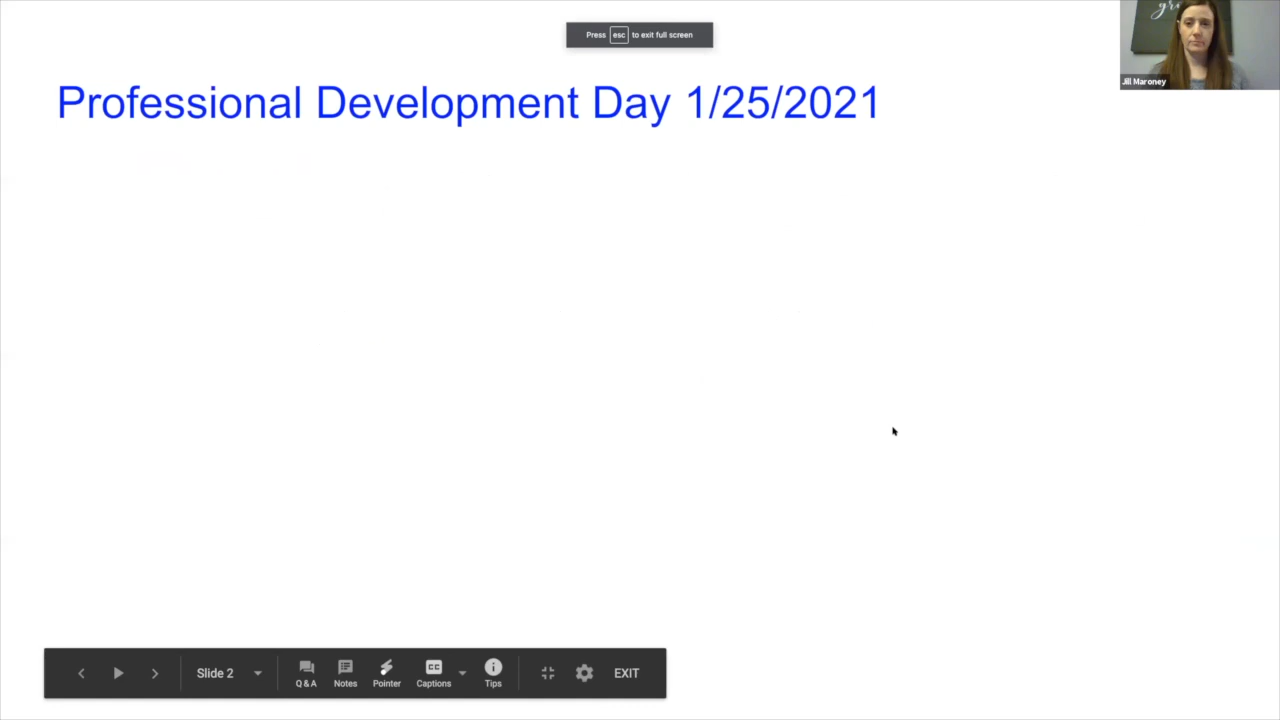 Press esc to exit full screen
Jill Maroney
Professional Development Day 1/25/2021
Slide 2
Q & A
Notes
Pointer
CC
Captions
Tips
EXIT